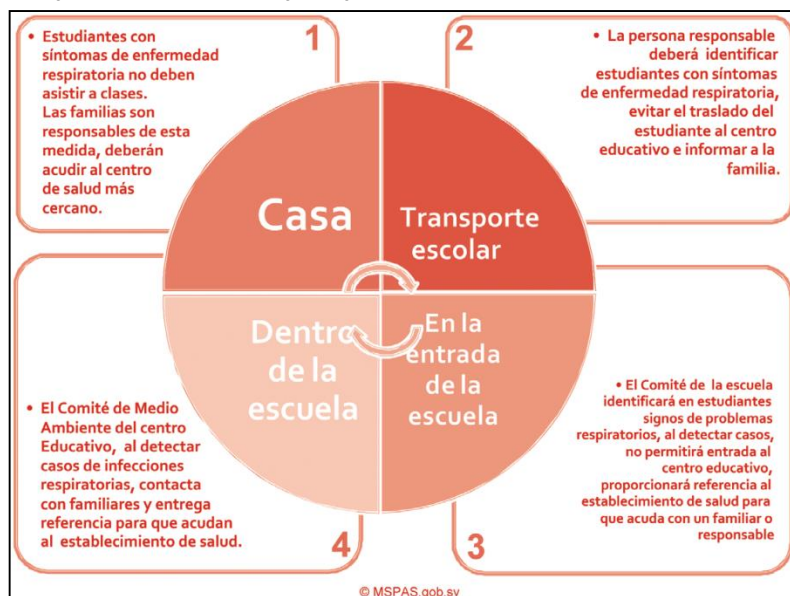 1
• Estudiantes con
síntomas de enfermedad
respiratoria no deben
asistir a clases.
Las familias son
responsables de esta
medida, deberán
acudir al centro
de salud más
cercano.
2
• La persona responsable
deberá identificar
estudiantes con síntomas
de enfermedad respiratoria,
evitar el traslado del
estudiante al centro
educativo e informar a la
familia.
Casa
Transporte
escolar
Dentro
de la
escuela
En la
entrada
de la
escuela
• El Comité de la escuela
identificará en estudiantes
signos de problemas
respiratorios, al detectar casos,
no permitirá entrada al
centro educativo,
proporcionará referencia al
establecimiento de salud para
que acuda con un familiar o
responsable
3
• El Comité de Medio
Ambiente del centro
Educativo, al detectar
casos de infecciones
respiratorias, contacta
con familiares y entrega
referencia para que acudan
al establecimiento de salud.
4
© MSPAS.gob.sv